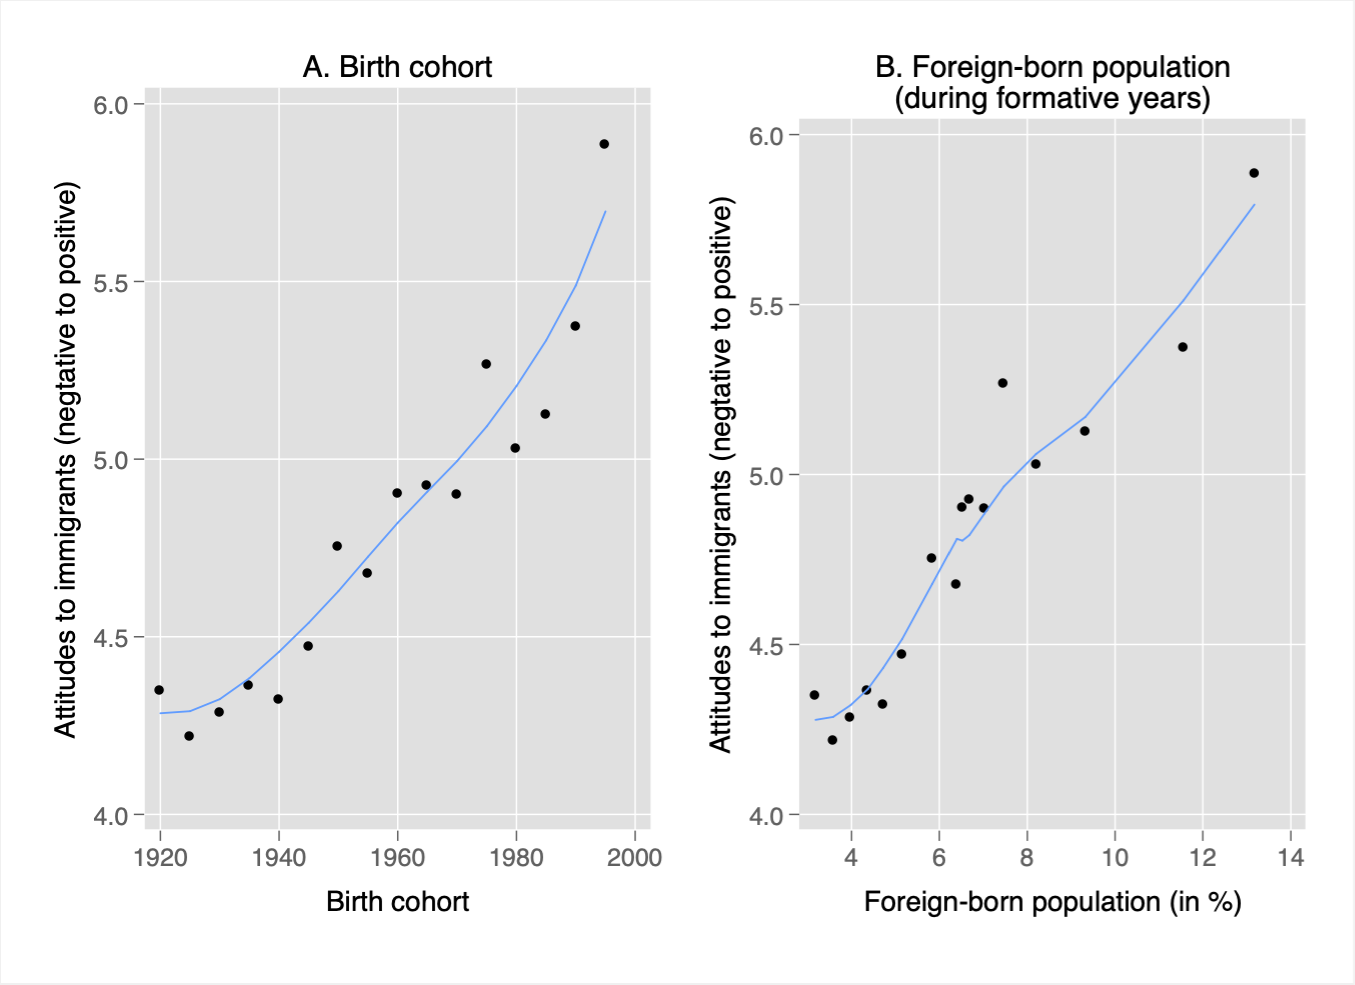 A. Birth cohort
6.0
5.5
5.0
4.5
4.0
Attitudes to immigrants (negtative to positive)
1920 1940 1960 1980 2000
Birth cohort
B. Foreign-born population
(during formative years)
6.0
5.5
5.0
4.5
4.0
Attitudes to immigrants (negtative to positive)
4 6 8 10 12 14
Foreign-born population (in %)